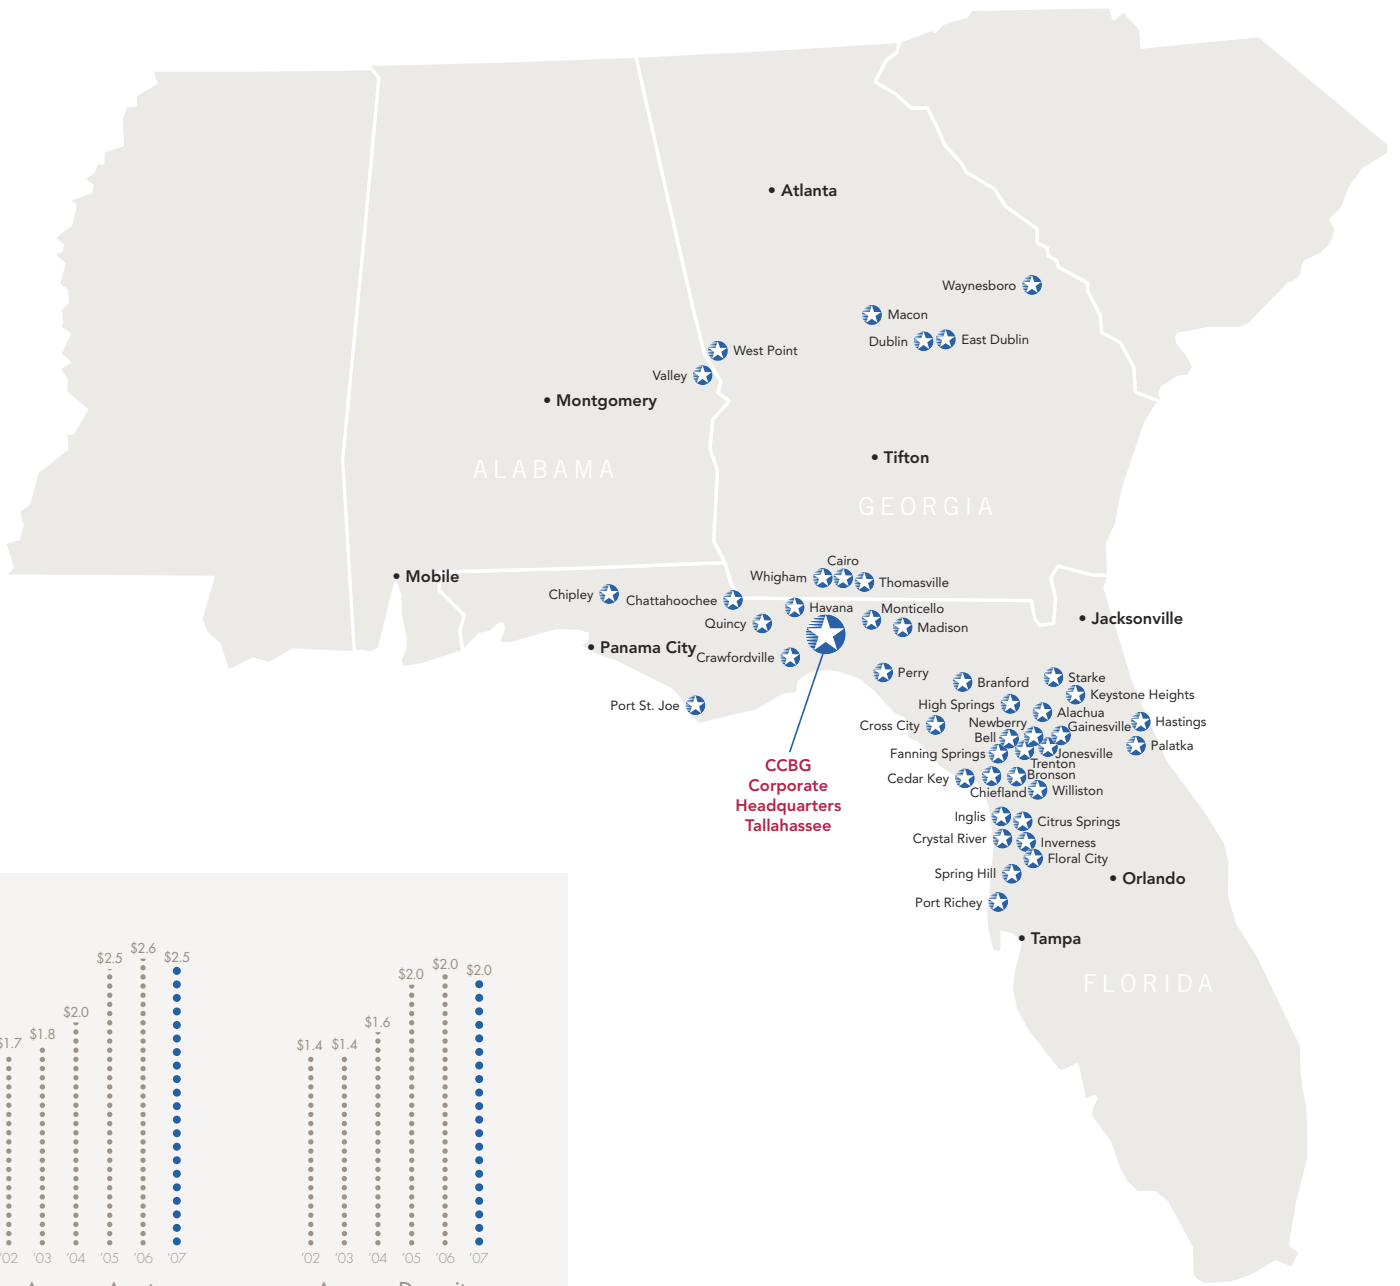 • Atlanta
Waynesboro
Macon
Dublin
East Dublin
West Point
Valley
• Montgomery
• Tifton
ALABAMA
GEORGIA
Cairo
• Mobile
Whigham
Thomasville
Chipley
Chattahoochee
Havana
Monticello
Quincy
Madison
• Jacksonville
• Panama City
Crawfordville
Perry
Branford
Starke
Keystone Heights
Port St. Joe
High Springs
Alachua
Cross City
Newberry
Gainesville
Hastings
Bell
Palatka
Fanning Springs
Jonesville
Trenton
Cedar Key
Bronson
Chiefland
Williston
CCBG
Corporate
Headquarters
Tallahassee
Inglis
Citrus Springs
Crystal River
Inverness
Floral City
Spring Hill
• Orlando
Port Richey
• Tampa
FLORIDA
$1.7 $1.8 $2.0 $2.5 $2.6 $2.5
'02 '03 '04 '05 '06 '07
$1.4 $1.4 $1.6 $2.0 $2.0 $2.0
'02 '03 '04 '05 '06 '07